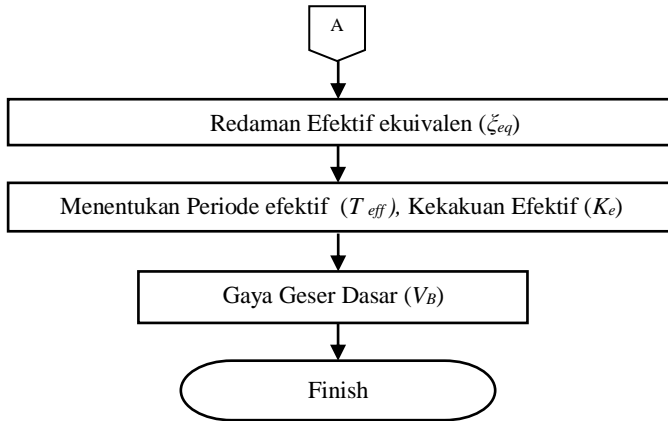 A
Redaman Efektif ekuivalen (ξeq)
Menentukan Periode efektif (T eff), Kekakuan Efektif (Ke)
Gaya Geser Dasar (VB)
Finish